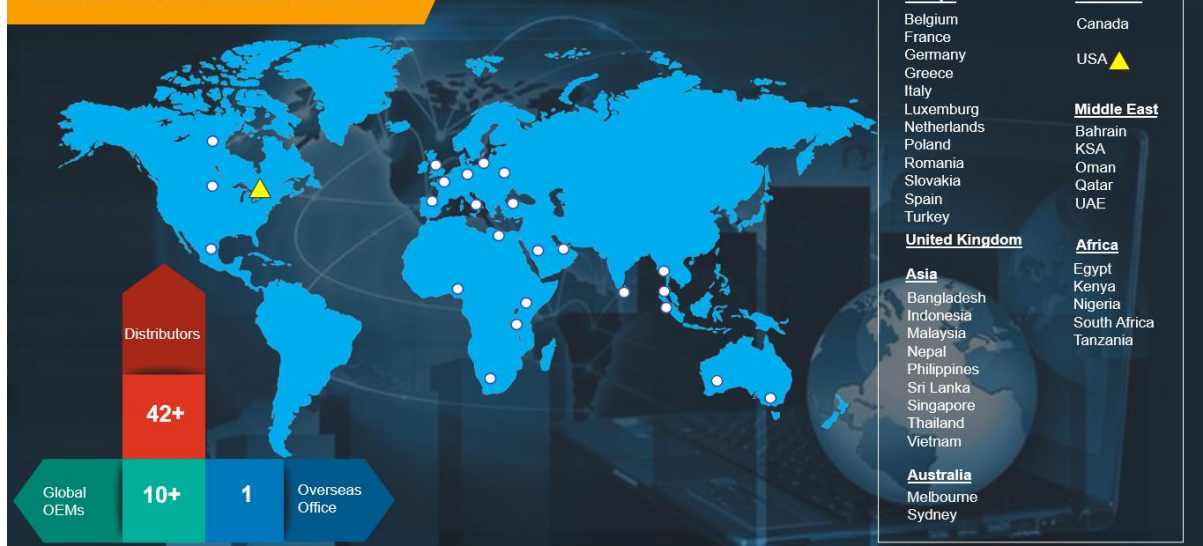 Distributors
42+
Global
OEMs
10+
1
Overseas
Office
Belgium
France
Germany
Greece
Italy
Luxemburg
Netherlands
Poland
Romania
Slovakia
Spain
Turkey
United Kingdom
Asia
Bangladesh
Indonesia
Malaysia
Nepal
Philippines
Sri Lanka
Singapore
Thailand
Vietnam
Australia
Melbourne
Sydney
Canada
USA
Middle East
Bahrain
KSA
Oman
Qatar
UAE
Africa
Egypt
Kenya
Nigeria
South Africa
Tanzania